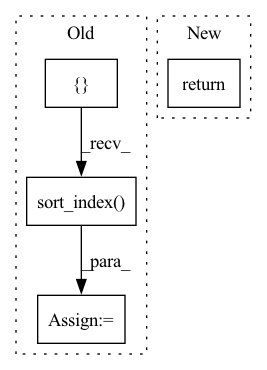 Old
New
{}
return
_recv_
sort_index()
_para_
Assign:=